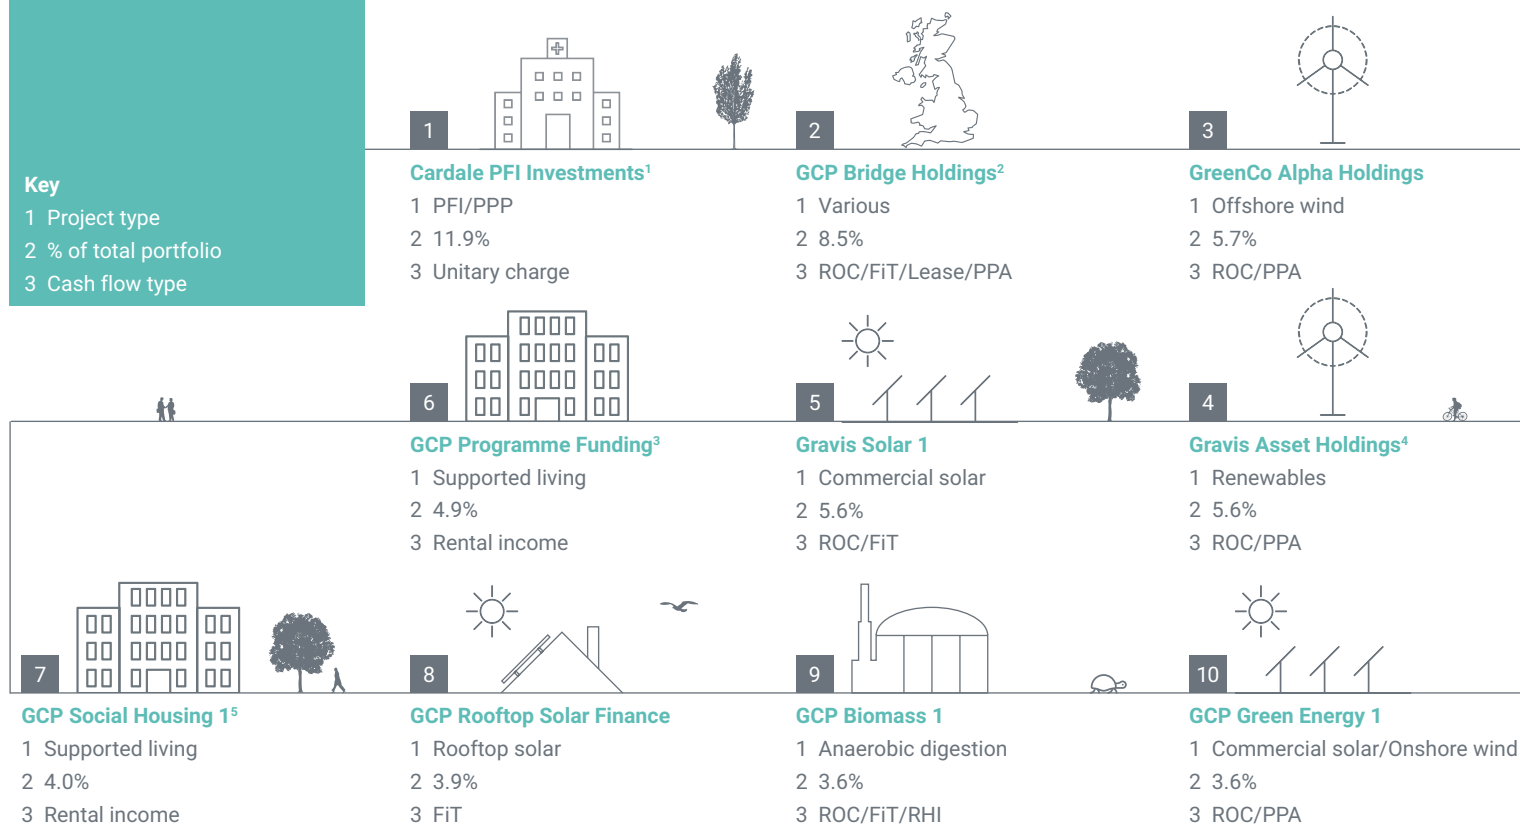 Key
1 Project type
2 % of total portfolio
3 Cash flow type
1
Cardale PFI Investments¹
1 PFI/PPP
2 11.9%
3 Unitary charge
2
GCP Bridge Holdings²
1 Various
2 8.5%
3 ROC/FiT/Lease/PPA
3
GreenCo Alpha Holdings
1 Offshore wind
2 5.7%
3 ROC/PPA
4
Gravis Asset Holdings⁴
1 Renewables
2 5.6%
3 ROC/PPA
5
Gravis Solar 1
1 Commercial solar
2 5.6%
3 ROC/FiT
6
GCP Programme Funding³
1 Supported living
2 4.9%
3 Rental income
7
GCP Social Housing 1⁵
1 Supported living
2 4.0%
3 Rental income
8
GCP Rooftop Solar Finance
1 Rooftop solar
2 3.9%
3 FiT
9
GCP Biomass 1
1 Anaerobic digestion
2 3.6%
3 ROC/FiT/RHI
10
GCP Green Energy 1
1 Commercial solar/Onshore wind
2 3.6%
3 ROC/PPA